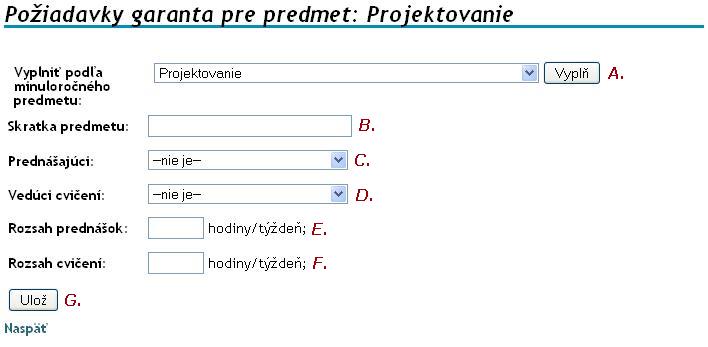 Požiadavky garanta pre predmet: Projektovanie
Vyplniť podľa
minuloročného
predmetu:
Projektovanie
Vyplň
A.
Skratka predmetu:
B.
Prednášajúci:
--nie je--
C.
Vedúci cvičení:
--nie je--
D.
Rozsah prednášok:
hodiny/týždeň;
E.
Rozsah cvičení:
hodiny/týždeň;
F.
Ulož
G.
Naspäť